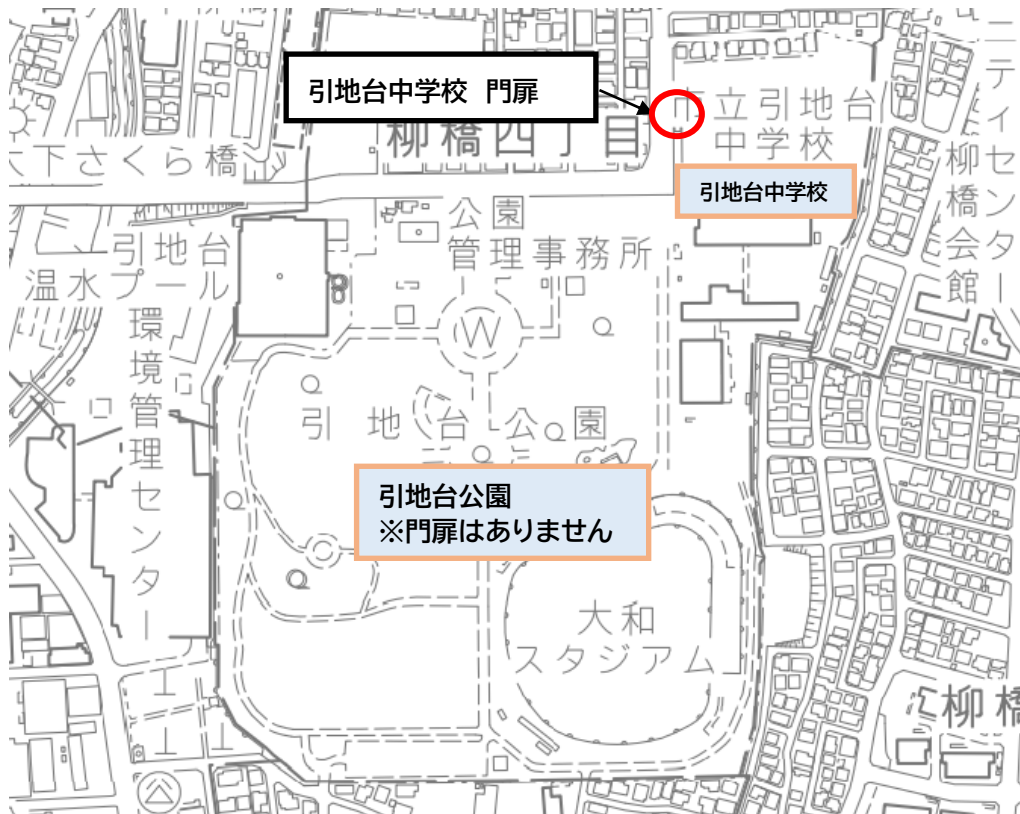 引地台中学校 門扉
市立引地台
中学校
柳橋四丁目
引地台中学校
大下さくら橋
公園
管理事務所
引地台
温水プール
コミュニティセンター
柳橋会館
W
環境管理センター
引地台公園
引地台公園
※門扉はありません
大和
スタジアム
柳橋